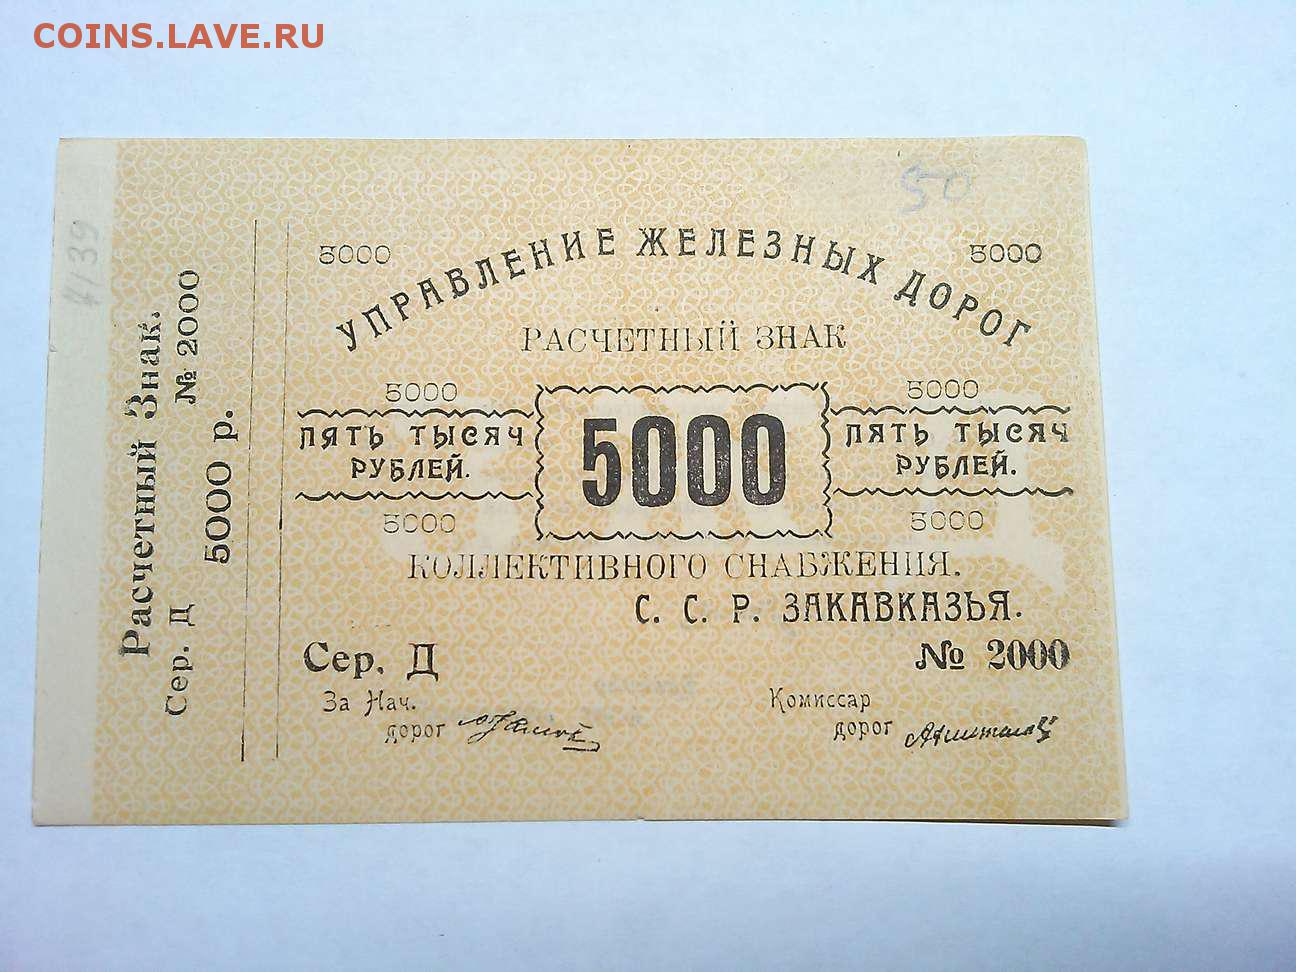 COINS.LAVE.RU
4139
50
Расчетный Знак.
Сер. Д № 2000
5000 р.
5000 5000
УПРАВЛЕНИЕ ЖЕЛЕЗНЫХ ДОРОГ
РАСЧЕТНЫЙ ЗНАК
5000 5000
ПЯТЬ ТЫСЯЧ РУБЛЕЙ.
5000
ПЯТЬ ТЫСЯЧ РУБЛЕЙ.
5000 5000
КОЛЛЕКТИВНОГО СНАБЖЕНИЯ.
С. С. Р. ЗАКАВКАЗЬЯ.
Сер. Д № 2000
За Нач. дорог
Комиссар дорог